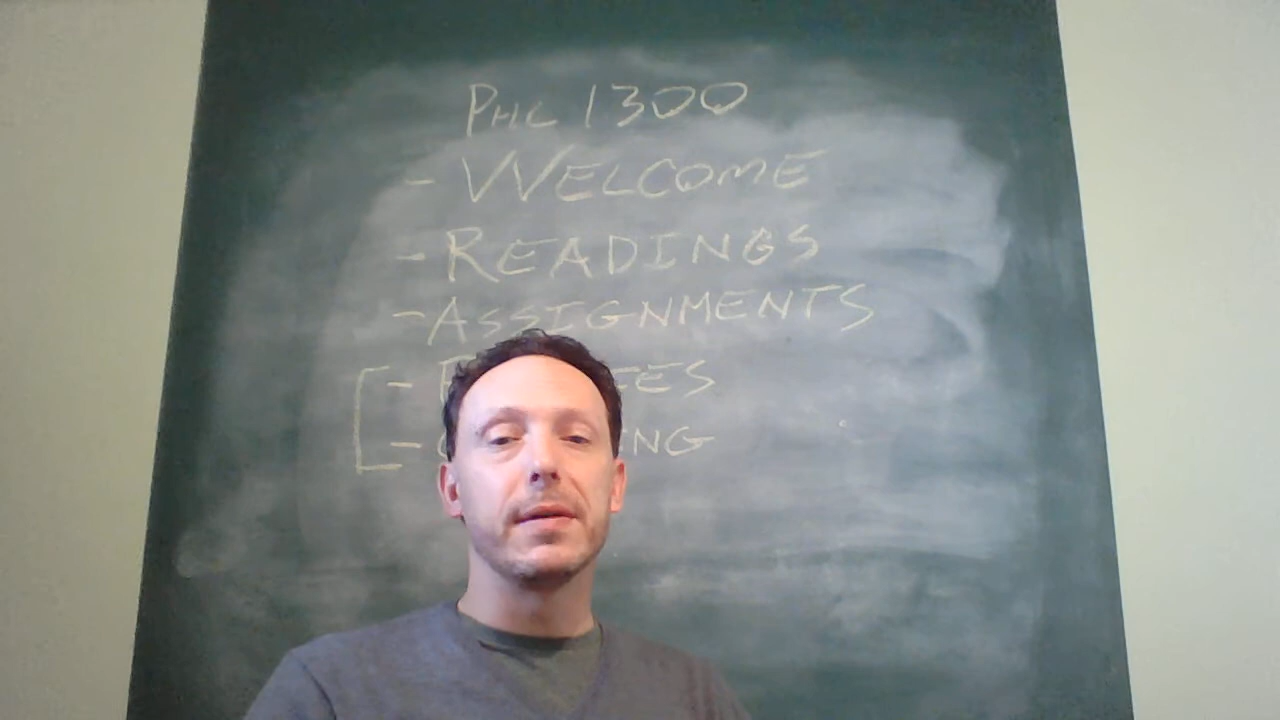 PHL 1300
- WELCOME
- READINGS
- ASSIGNMENTS
-
-